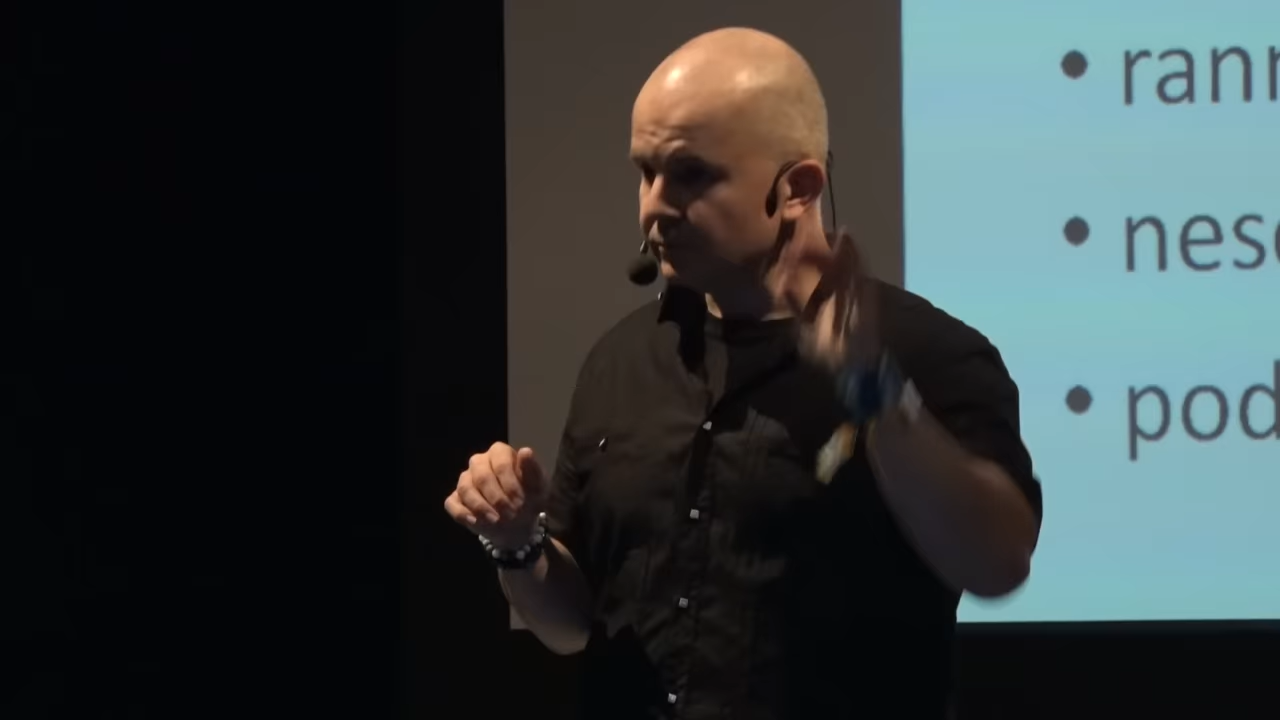 • rann
• nes
• pod